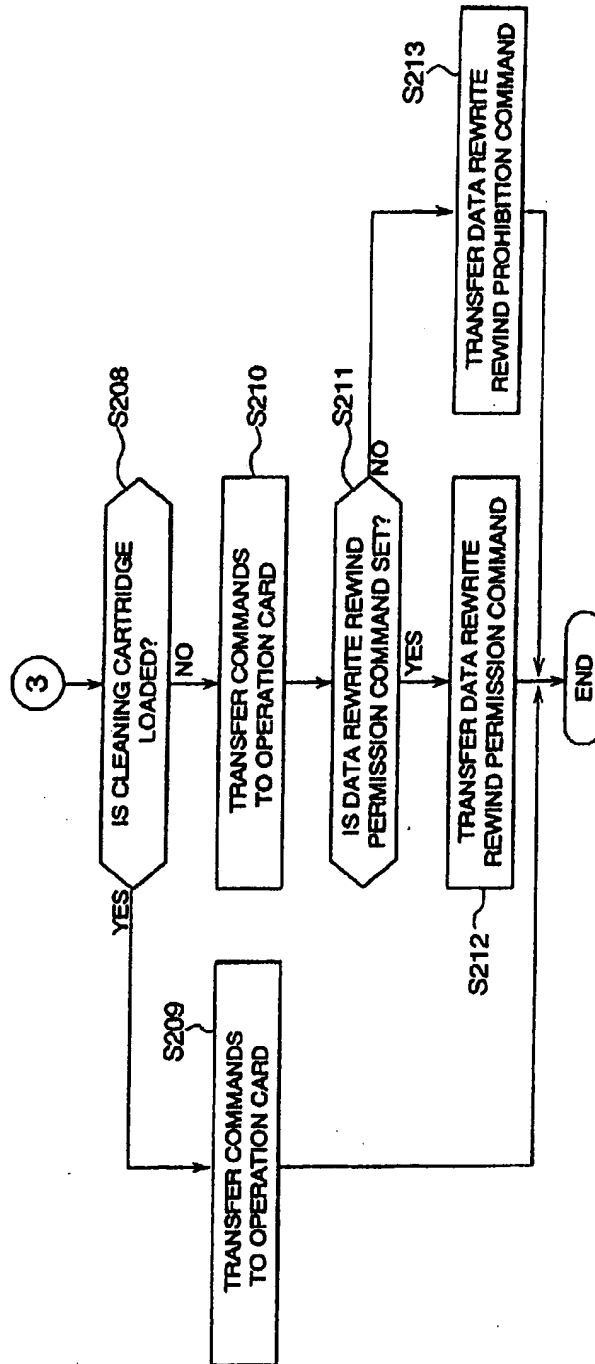 3
IS CLEANING CARTRIDGE
LOADED?
S208
YES
NO
S209
TRANSFER COMMANDS
TO OPERATION CARD
S210
TRANSFER COMMANDS
TO OPERATION CARD
S211
IS DATA REWRITE REWIND
PERMISSION COMMAND SET?
NO
YES
S212
TRANSFER DATA REWRITE
REWIND PERMISSION COMMAND
S213
TRANSFER DATA REWRITE
REWIND PROHIBITION COMMAND
END